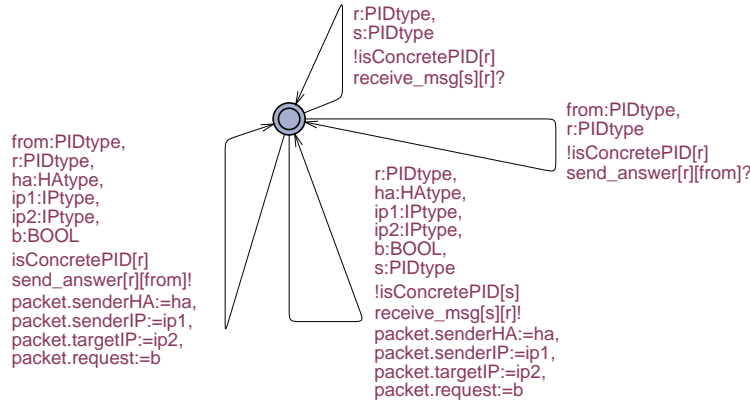 r:PIDtype,
s:PIDtype
!isConcretePID[r]
receive_msg[s][r]?
from:PIDtype,
r:PIDtype
!isConcretePID[r]
send_answer[r][from]?
from:PIDtype,
r:PIDtype,
ha:HAtype,
ip1:IPtype,
ip2:IPtype,
b:BOOL
isConcretePID[r]
send_answer[r][from]!
packet.senderHA:=ha,
packet.senderIP:=ip1,
packet.targetIP:=ip2,
packet.request:=b
r:PIDtype,
ha:HAtype,
ip1:IPtype,
ip2:IPtype,
b:BOOL,
s:PIDtype
!isConcretePID[s]
receive_msg[s][r]!
packet.senderHA:=ha,
packet.senderIP:=ip1,
packet.targetIP:=ip2,
packet.request:=b